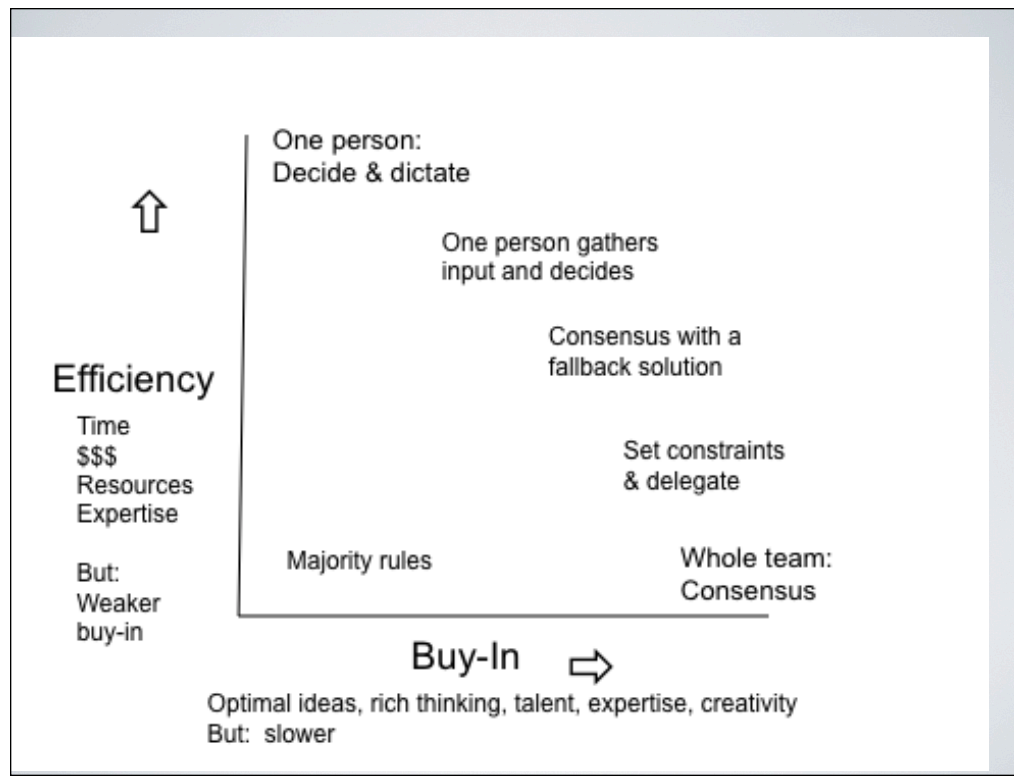 One person:
Decide & dictate
One person gathers
input and decides
Consensus with a
fallback solution
Efficiency
Time
$$$
Resources
Expertise
But:
Weaker
buy-in
Set constraints
& delegate
Majority rules
Whole team:
Consensus
Buy-In
Optimal ideas, rich thinking, talent, expertise, creativity
But:  slower